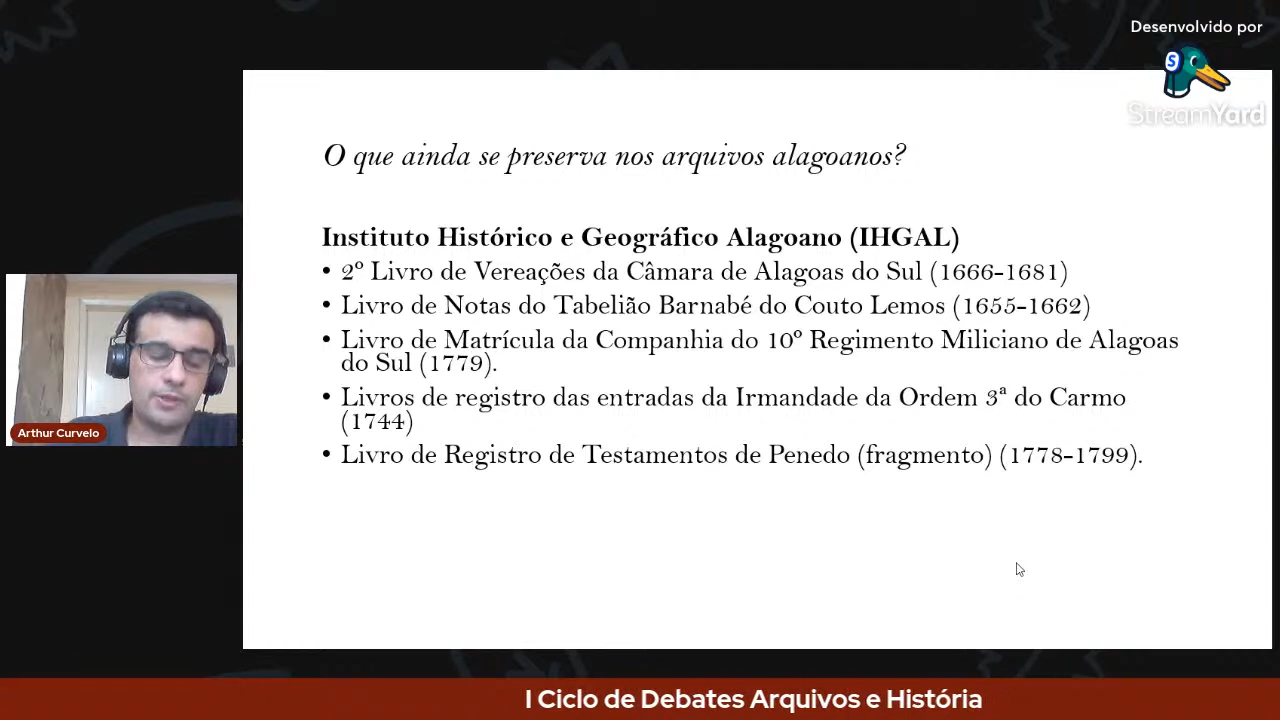 Desenvolvido por
S
StreamYard
O que ainda se preserva nos arquivos alagoanos?
Instituto Histórico e Geográfico Alagoano (IHGAL)
• 2º Livro de Vereações da Câmara de Alagoas do Sul (1666-1681)
• Livro de Notas do Tabelião Barnabé do Couto Lemos (1655-1662)
• Livro de Matrícula da Companhia do 10º Regimento Miliciano de Alagoas
do Sul (1779).
• Livros de registro das entradas da Irmandade da Ordem 3ª do Carmo
(1744)
• Livro de Registro de Testamentos de Penedo (fragmento) (1778-1799).
Arthur Curvelo
I Ciclo de Debates Arquivos e História